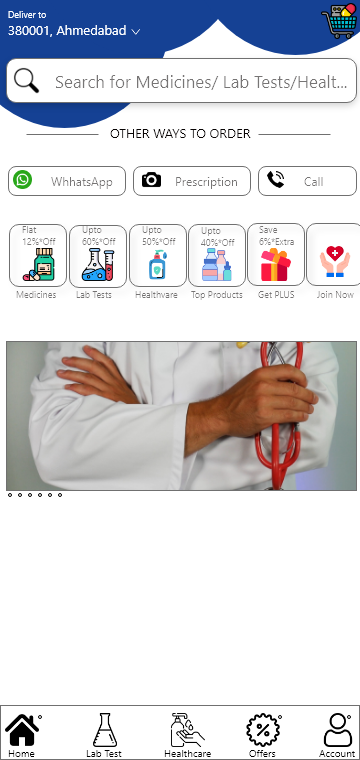 Deliver to
380001, Ahmedabad
Search for Medicines/ Lab Tests/Healt...
OTHER WAYS TO ORDER
WhhatsApp Prescription Call
Flat 12%*Off
Upto 60%*Off
Upto 50%*Off
Upto 40%*Off
Save 6%*Extra
Medicines Lab Tests Healthvare Top Products Get PLUS Join Now
Home Lab Test Healthcare Offers Account